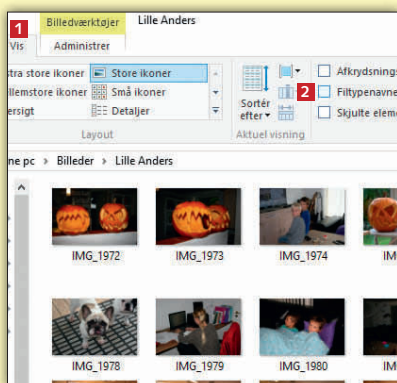 Billedværktøjer Lille Anders
1
Vis Administrer
tra store ikoner Store ikoner
llemstore ikoner Små ikoner
ersigt Detaljer
Layout
Sortér
efter
Aktuel visning
Afkrydsnings
2 Filtypenavne
Skjulte eleme
ne pc > Billeder > Lille Anders
IMG_1972
IMG_1973
IMG_1974
IM
IMG_1978
IMG_1979
IMG_1980
IM